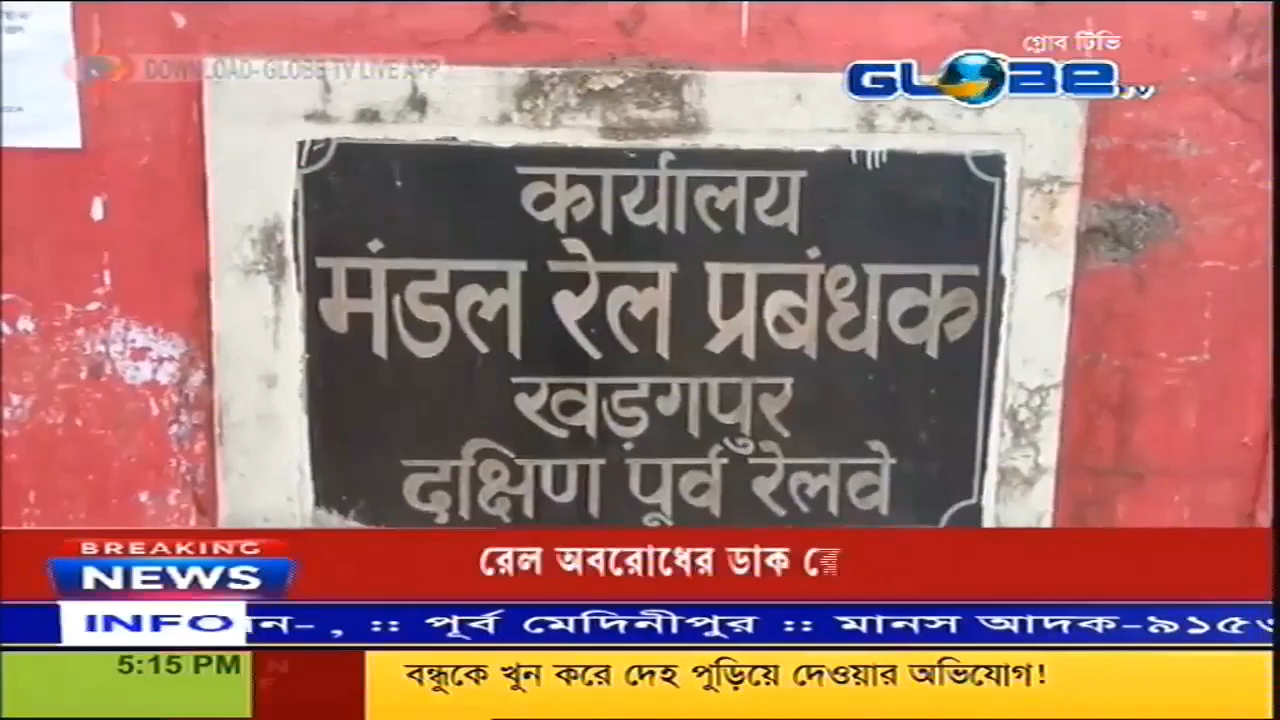 গ্লোব টিভি
GLOBE TV
DOWNLOAD- GLOBE TV LIVE APP
कार्यालय
मंडल रेल प्रबंधक
खड़गपुर
दक्षिण पूर्व रेलवे
BREAKING
NEWS
রেল অবরোধের ডাক
INFO
ন- , :: পূর্ব মেদিনীপুর :: মানস আদক-৯১৫
5:15 PM
বন্ধুকে খুন করে দেহ পুড়িয়ে দেওয়ার অভিযোগ!